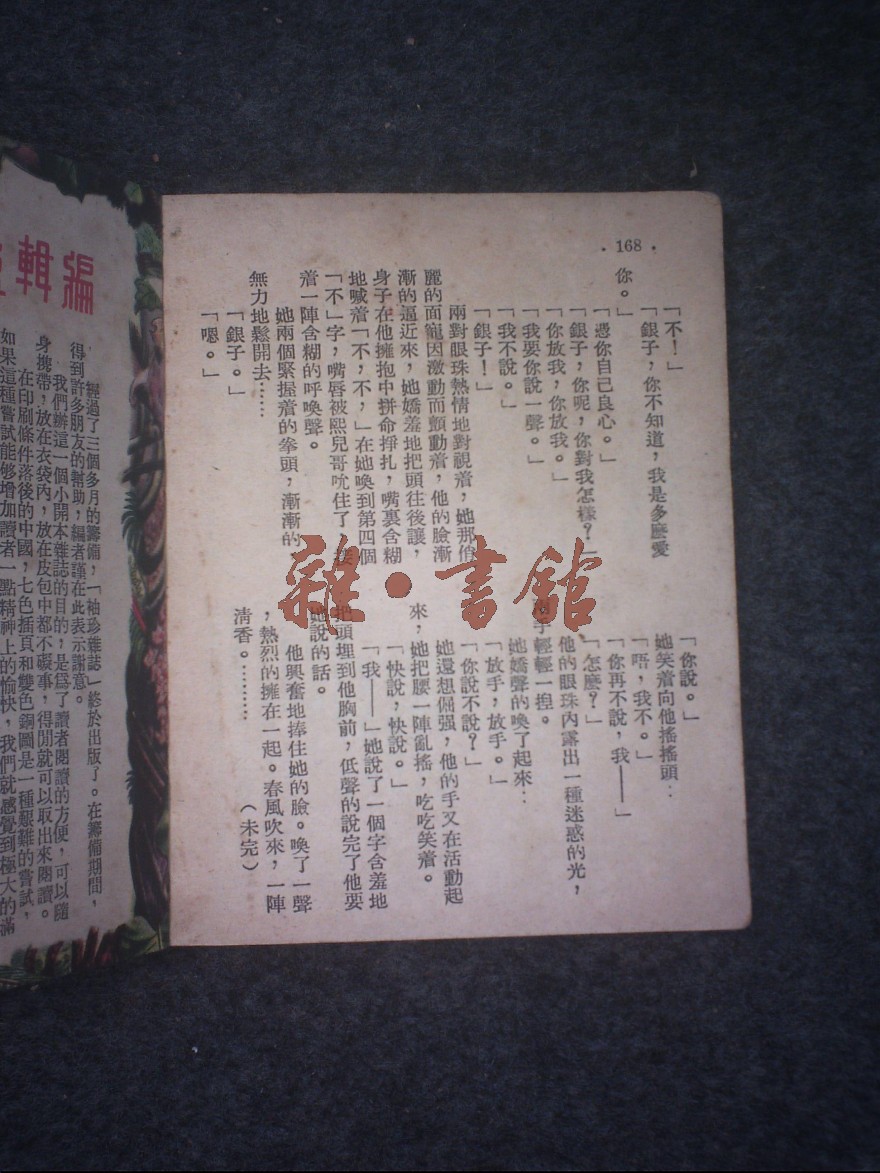 ·168·
「不！」
「銀子，你不知道，我是多麽愛
你。」
「憑你自己良心。」
「銀子，你呢，你對我怎樣？」
「你放我，你放我。」
「我要你說一聲。」
「我不說。」
「銀子！」
兩對眼珠熱情地對視着，她那俏
麗的面龐因激動而顫動着，他的臉漸
漸的逼近來，她嬌羞地把頭往後讓，
身子在他擁抱中拼命掙扎，嘴裏含糊
地喊着「不，不，」在她喚到第四個
「不」字，嘴唇被熙兒哥吮住了，接
着一陣含糊的呼喚聲。
她兩個緊握着的拳頭，漸漸的
無力地鬆開去……
「銀子。」
「嗯。」
「你說。」
她笑着向他搖搖頭：
「唔，我不。」
「你再不說，我——」
「怎麽？」
他的眼珠內露出一種迷惑的光，
手輕輕一揑。
她嬌聲的喚了起來：
「放手，放手。」
「你說不說？」
她還想倔强，他的手又在活動起
來，她把腰一陣亂搖，吃吃笑着。
「快說，快說。」
「我——」她說了一個字含羞地
把頭埋到他胸前，低聲的說完了他要
她說的話。
他興奮地捧住她的臉。喚了一聲
，熱烈的擁在一起。春風吹來，一陣
淸香。………
（未完）
編輯
經過了三個多月的籌備，「袖珍雜誌」終於出版了。在籌備期間，
得到許多朋友的幫助，編者謹在此表示謝意。
我們辦這一個小開本雜誌的目的，是爲了讀者閱讀的方便，可以隨
身携帶，放在衣袋內，放在皮包中都不礙事，得閒就可以取出來閱讀。
在印刷條件落後的中國，七色插頁和雙色銅圖是一種艱難的嘗試，
如果這種嘗試能够增加讀者一點精神上的愉快，我們就感覺到極大的滿
雜·書館